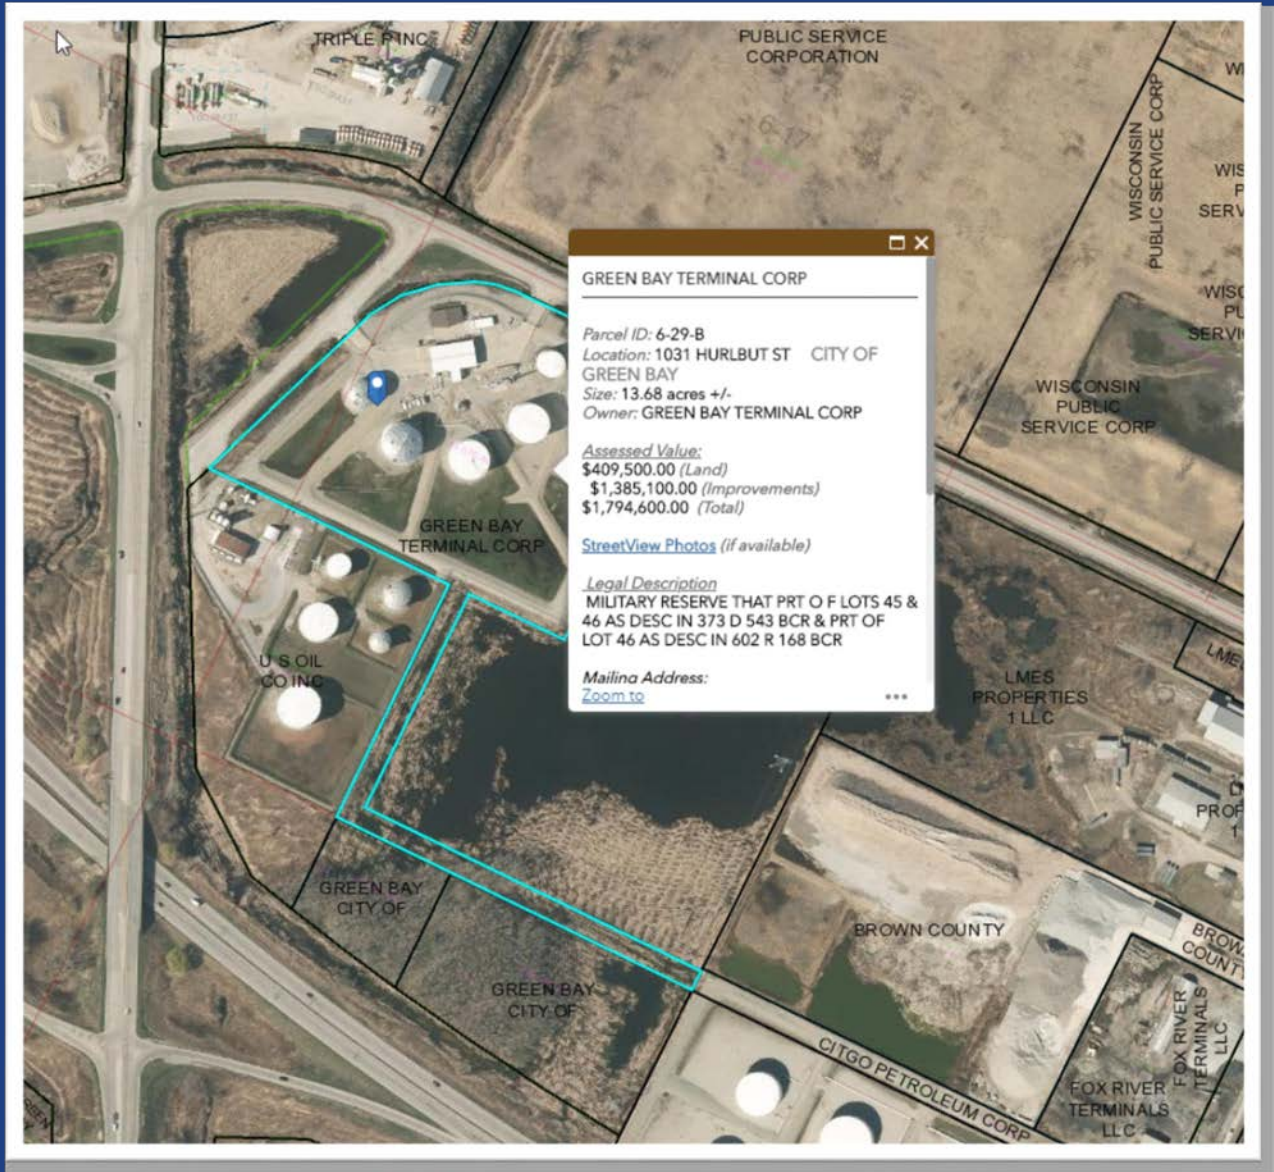 TRIPLE P INC
PUBLIC SERVICE
CORPORATION
WISCONSIN
PUBLIC SERVICE CORP
GREEN BAY TERMINAL CORP
Parcel ID: 6-29-B
Location: 1031 HURLBUT ST CITY OF
GREEN BAY
Size: 13.68 acres +/-
Owner: GREEN BAY TERMINAL CORP
Assessed Value:
$409,500.00 (Land)
$1,385,100.00 (Improvements)
$1,794,600.00 (Total)
StreetView Photos (if available)
Legal Description
MILITARY RESERVE THAT PRT O F LOTS 45 &
46 AS DESC IN 373 D 543 BCR & PRT OF
LOT 46 AS DESC IN 602 R 168 BCR
Mailing Address:
Zoom to
WISCONSIN
PUBLIC
SERVICE CORP
GREEN BAY
TERMINAL CORP
U S OIL
CO INC
LMES
PROPERTIES
1 LLC
GREEN BAY
CITY OF
GREEN BAY
CITY OF
BROWN COUNTY
CITGO PETROLEUM CORP
FOX RIVER
TERMINALS
LLC
FOX RIVER
TERMINALS
LLC